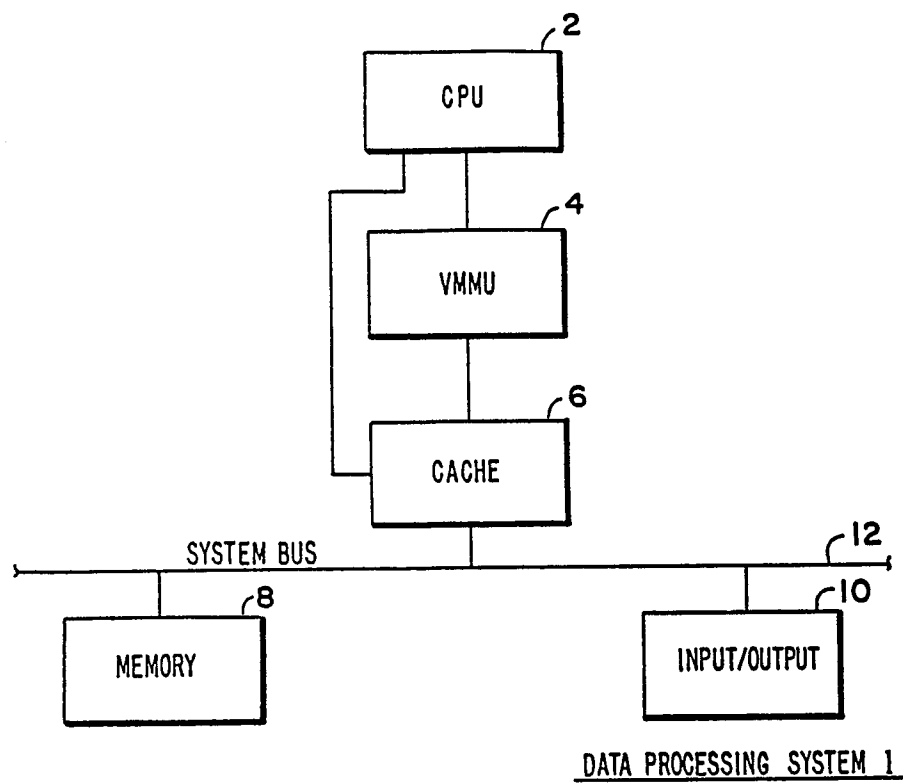 2
CPU
4
VMMU
6
CACHE
SYSTEM BUS
12
8
MEMORY
10
INPUT/OUTPUT
DATA PROCESSING SYSTEM 1